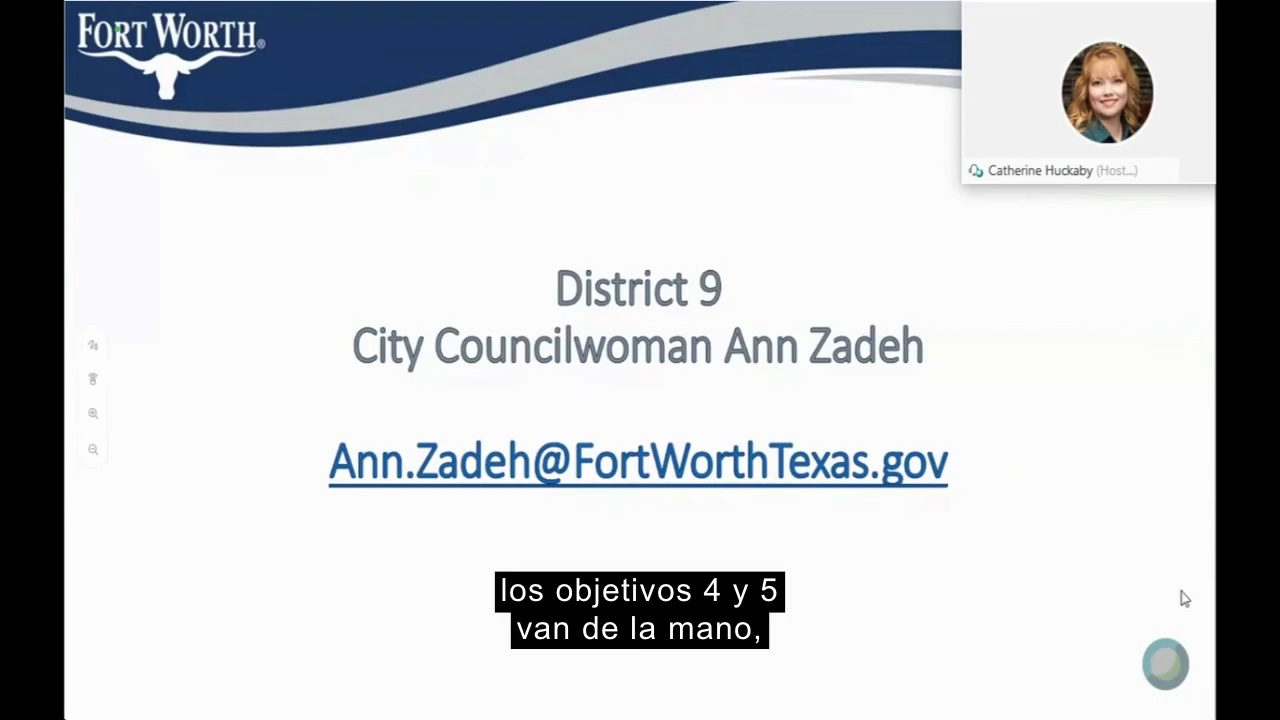 FORT WORTH®
Catherine Huckaby (Host...)
District 9
City Councilwoman Ann Zadeh
Ann.Zadeh@FortWorthTexas.gov
los objetivos 4 y 5
van de la mano,